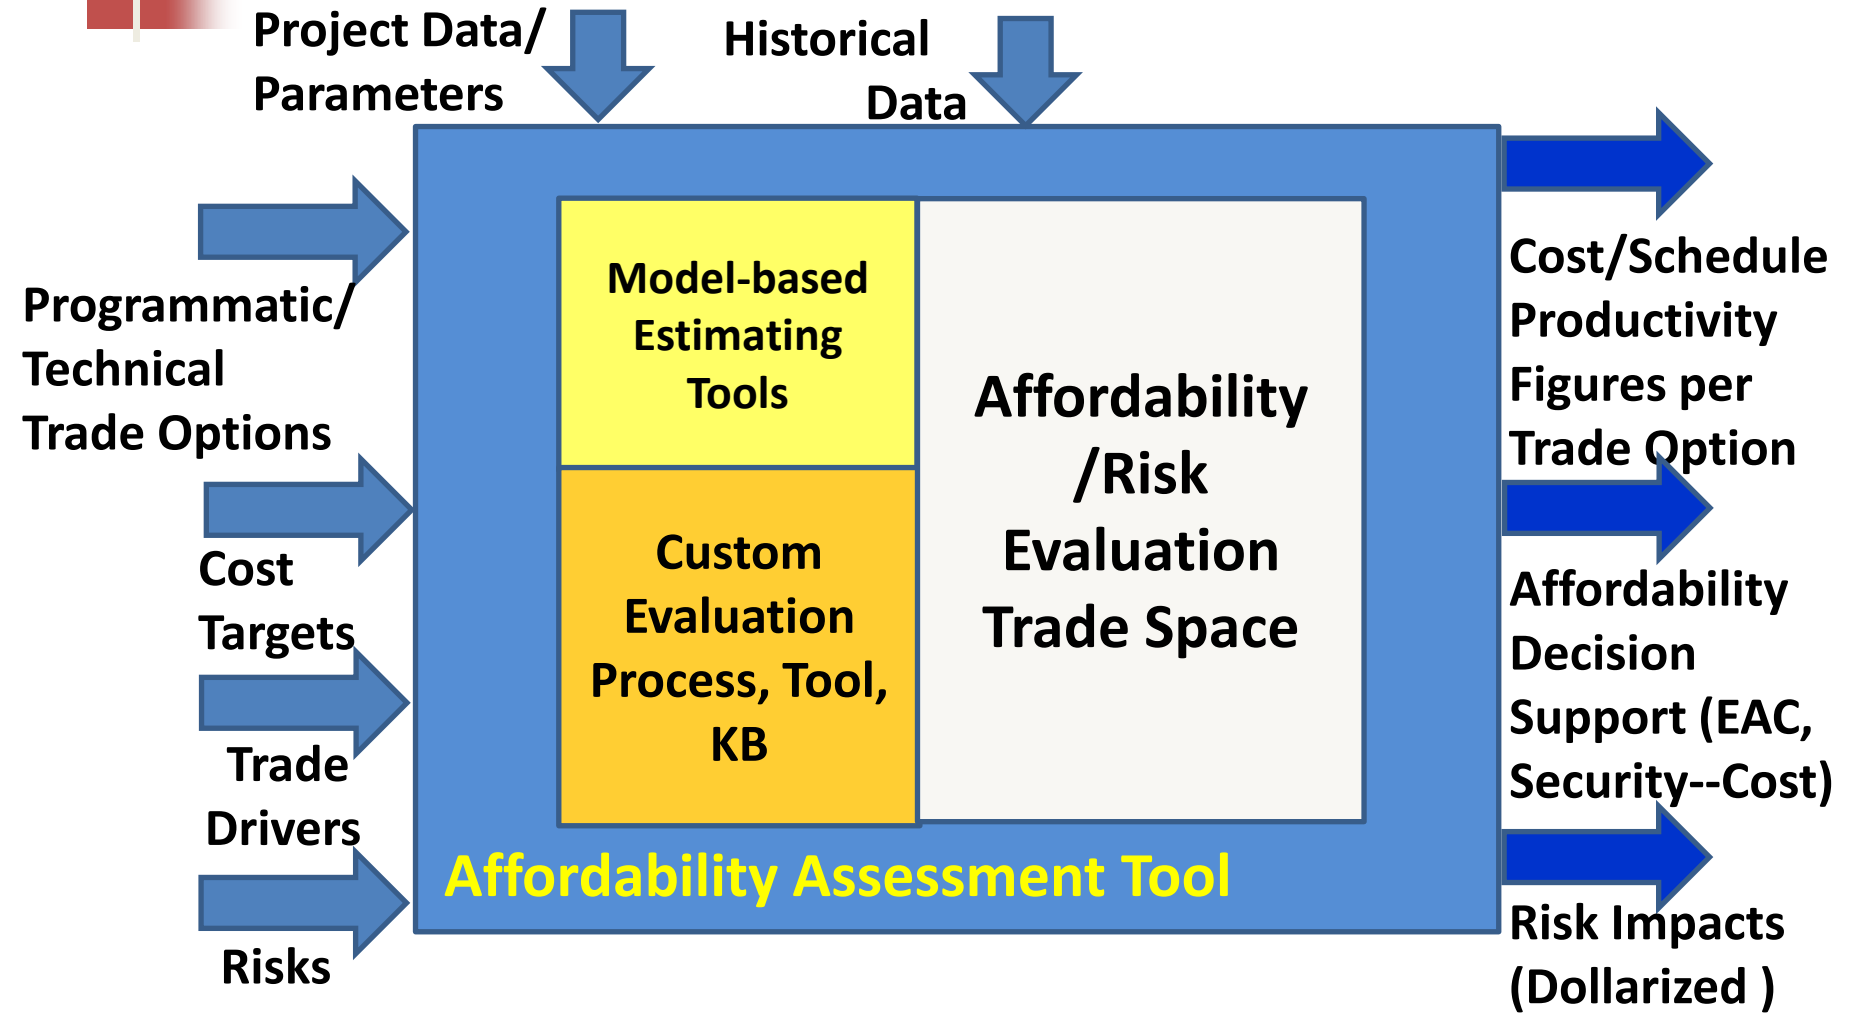 Project Data/
Parameters
Historical
Data
Programmatic/
Technical
Trade Options
Cost
Targets
Trade
Drivers
Risks
Model-based
Estimating
Tools
Custom
Evaluation
Process, Tool,
KB
Affordability
/Risk
Evaluation
Trade Space
Affordability Assessment Tool
Cost/Schedule
Productivity
Figures per
Trade Option
Affordability
Decision
Support (EAC,
Security--Cost)
Risk Impacts
(Dollarized )